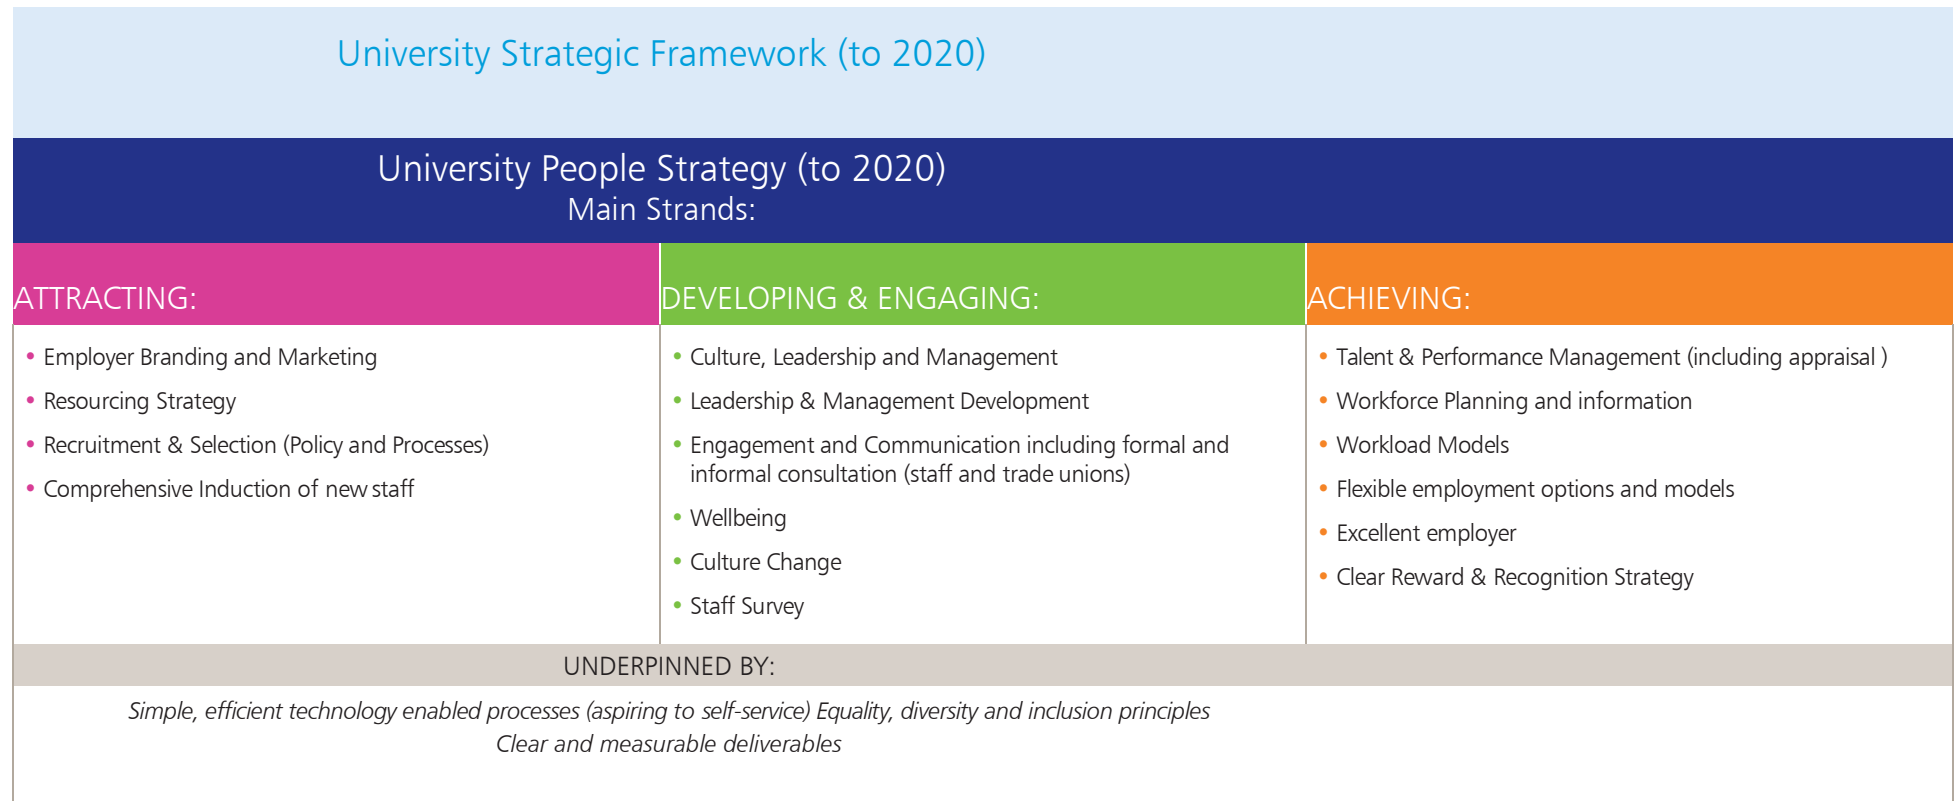 University Strategic Framework (to 2020)
University People Strategy (to 2020)
Main Strands:
ATTRACTING:
• Employer Branding and Marketing
• Resourcing Strategy
• Recruitment & Selection (Policy and Processes)
• Comprehensive Induction of new staff
DEVELOPING & ENGAGING:
• Culture, Leadership and Management
• Leadership & Management Development
• Engagement and Communication including formal and
informal consultation (staff and trade unions)
• Wellbeing
• Culture Change
• Staff Survey
ACHIEVING:
• Talent & Performance Management (including appraisal )
• Workforce Planning and information
• Workload Models
• Flexible employment options and models
• Excellent employer
• Clear Reward & Recognition Strategy
UNDERPINNED BY:
Simple, efficient technology enabled processes (aspiring to self-service) Equality, diversity and inclusion principles
Clear and measurable deliverables